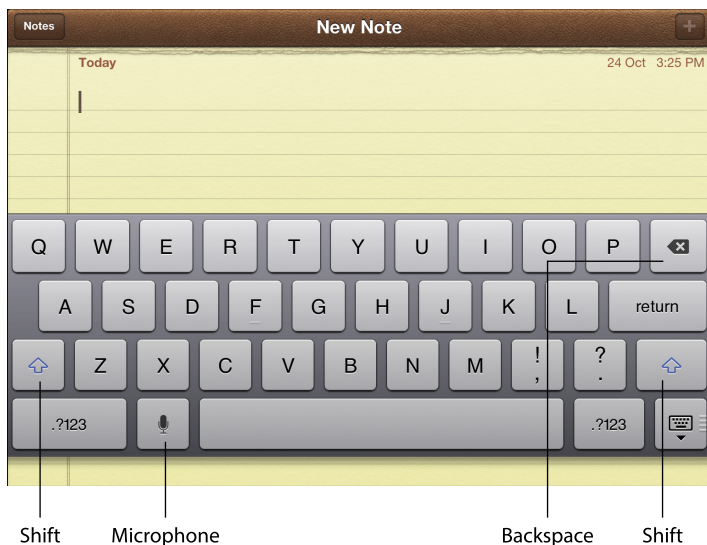 Notes New Note +
Today 24 Oct 3:25 PM
Q W E R T Y U I O P
A S D F G H J K L return
Z X C V B N M ! , ? .
.?123 .?123
Shift Microphone Backspace Shift